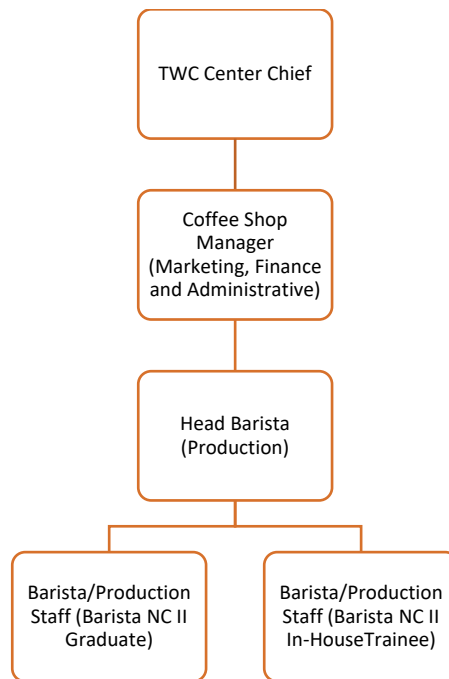 TWC Center Chief
Coffee Shop
Manager
(Marketing, Finance
and Administrative)
Head Barista
(Production)
Barista/Production
Staff (Barista NC II
Graduate)
Barista/Production
Staff (Barista NC II
In-HouseTrainee)